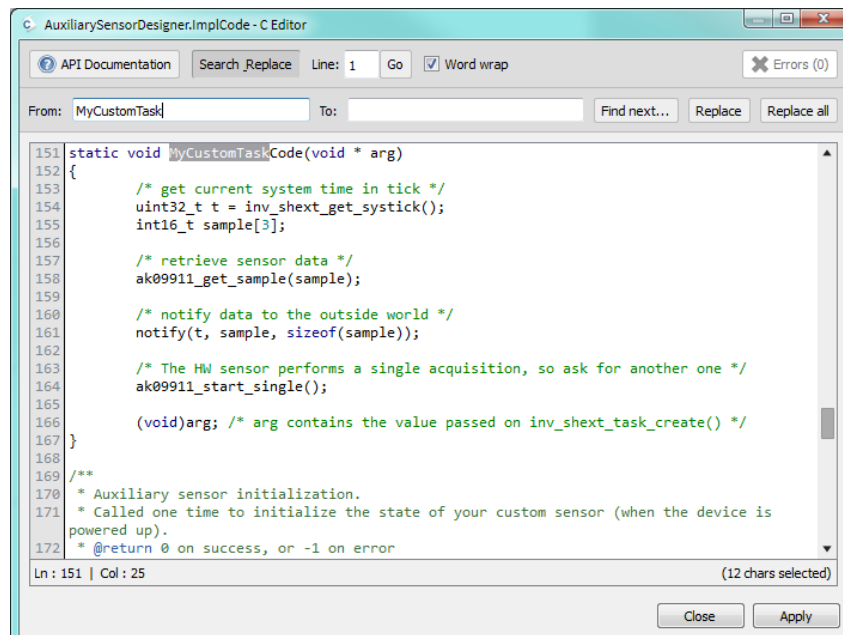 AuxiliarySensorDesigner.ImplCode - C Editor
API Documentation Search_Replace Line: 1 Go Word wrap Errors (0)
From: MyCustomTask To: Find next... Replace Replace all
151 static void MyCustomTaskCode(void * arg)
152 {
153 /* get current system time in tick */
154 uint32_t t = inv_shext_get_systick();
155 int16_t sample[3];
156
157 /* retrieve sensor data */
158 ak09911_get_sample(sample);
159
160 /* notify data to the outside world */
161 notify(t, sample, sizeof(sample));
162
163 /* The HW sensor performs a single acquisition, so ask for another one */
164 ak09911_start_single();
165
166 (void)arg; /* arg contains the value passed on inv_shext_task_create() */
167 }
168
169 /**
170 * Auxiliary sensor initialization.
171 * Called one time to initialize the state of your custom sensor (when the device is
powered up).
172 * @return 0 on success, or -1 on error
Ln : 151 | Col : 25 (12 chars selected)
Close Apply